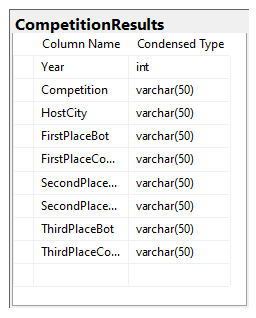 CompetitionResults
Column Name Condensed Type
Year int
Competition varchar(50)
HostCity varchar(50)
FirstPlaceBot varchar(50)
FirstPlaceCo... varchar(50)
SecondPlace... varchar(50)
SecondPlace... varchar(50)
ThirdPlaceBot varchar(50)
ThirdPlaceCo... varchar(50)